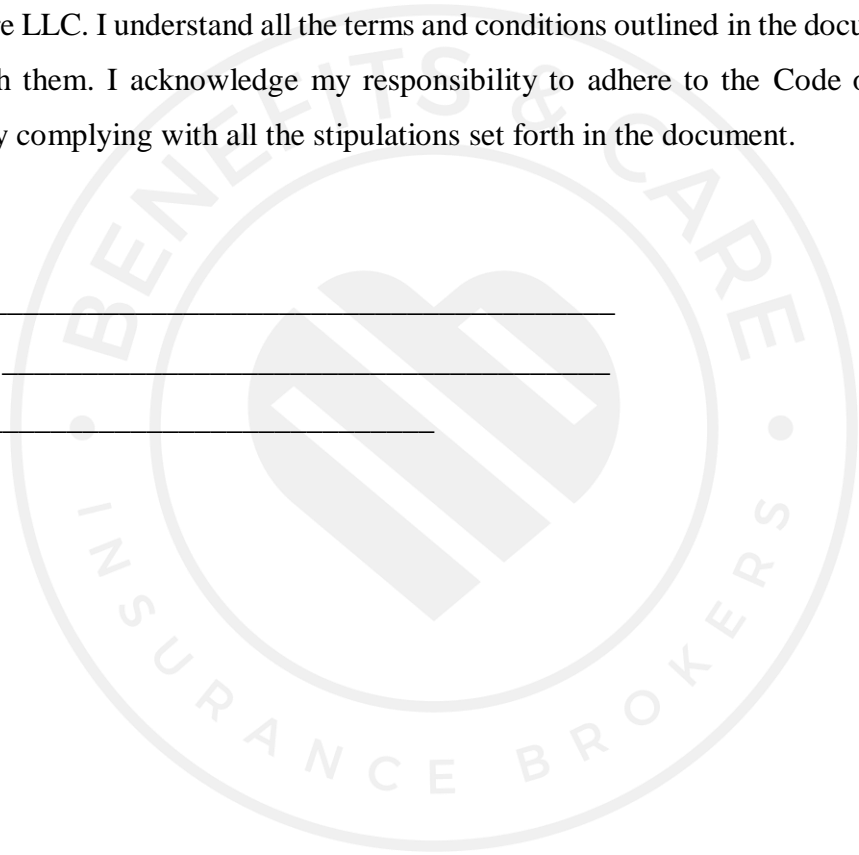 re LLC. I understand all the terms and conditions outlined in the docu
h them. I acknowledge my responsibility to adhere to the Code o
y complying with all the stipulations set forth in the document.
BENEFITS & CARE
INSURANCE BROKERS